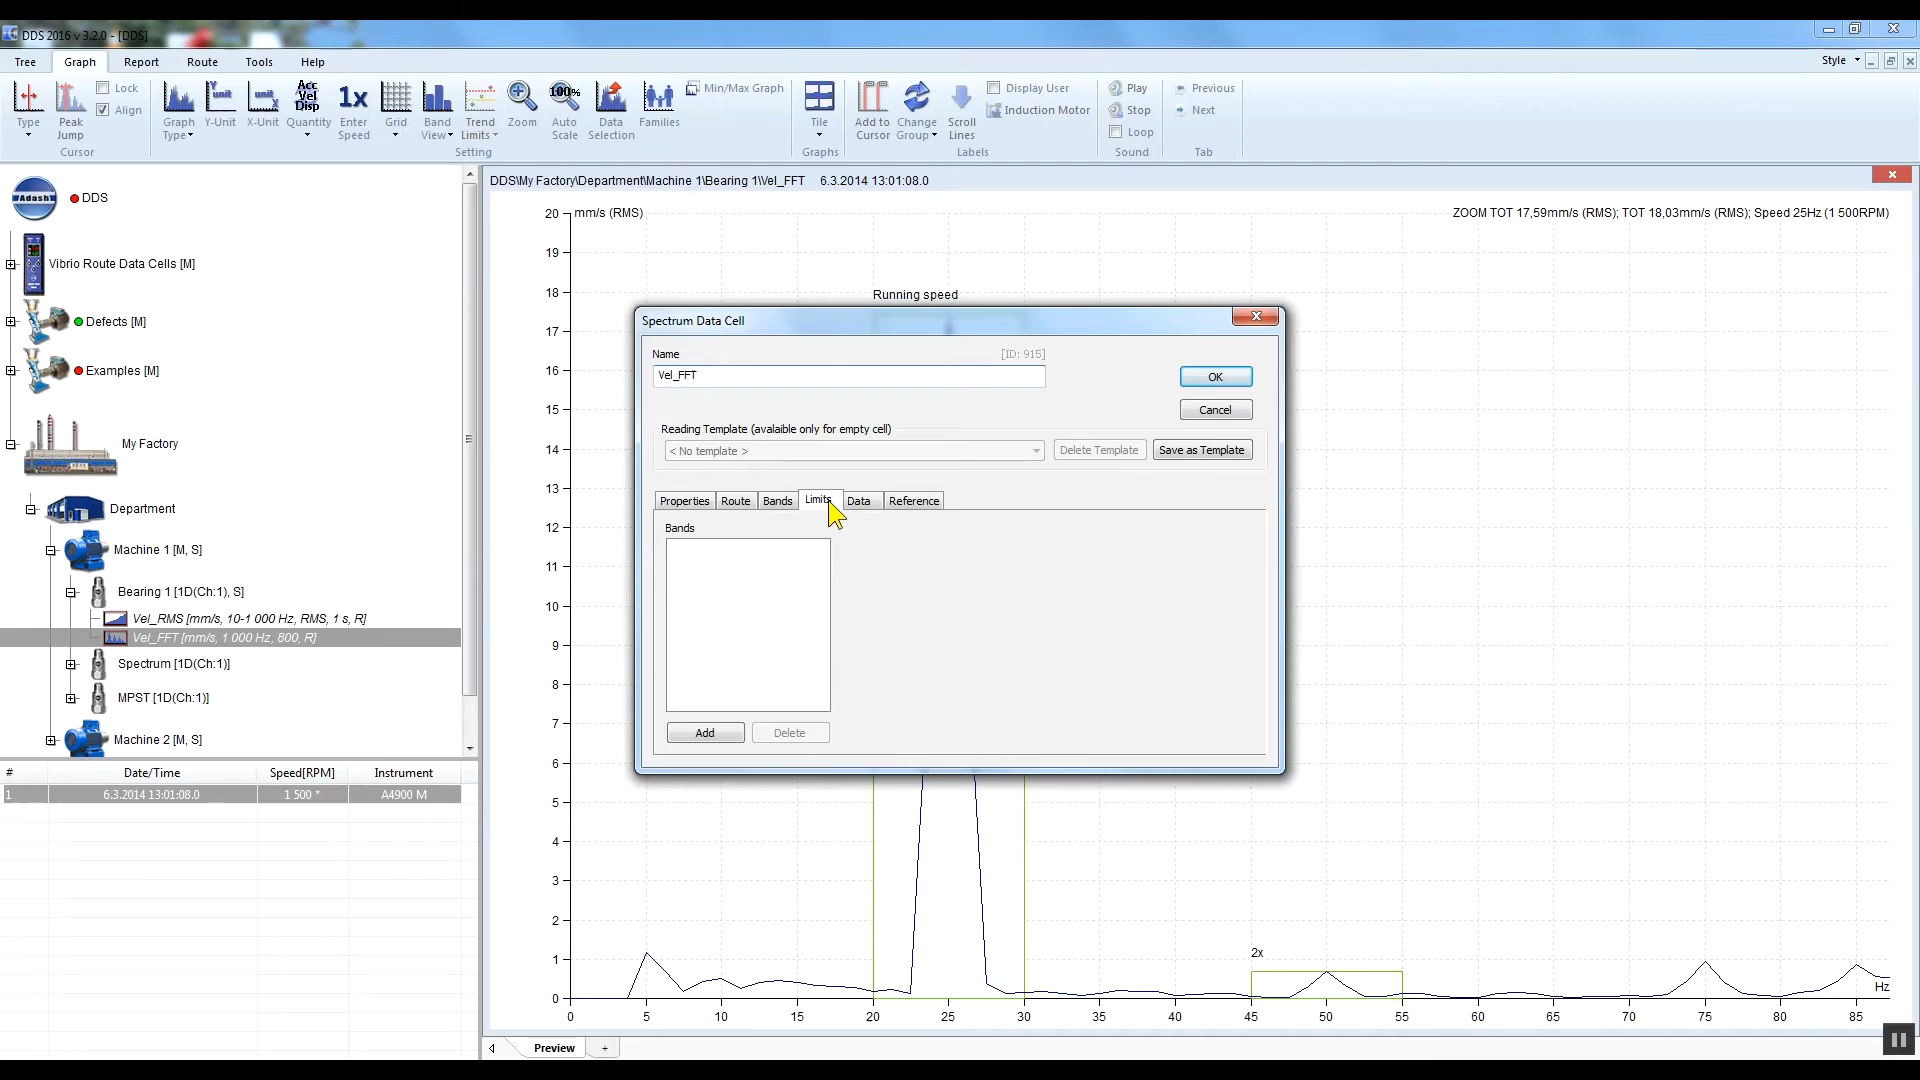 DDS 2016 v 3.2.0 - [DDS]
Tree Graph Report Route Tools Help Style
Type
Peak Jump
Lock
Align
Cursor
Graph Type
Y-Unit
X-Unit
Acc Vel Disp
Quantity
1x
Enter Speed
Grid
Band View
Trend Limits
Zoom
100%
Auto Scale
Data Selection
Families
Min/Max Graph
Setting
Tile
Graphs
Add to Cursor
Change Group
Scroll Lines
Display User
Induction Motor
Labels
Play
Stop
Loop
Sound
Previous
Next
Tab
Adash
DDS
Vibrio Route Data Cells [M]
Defects [M]
Examples [M]
My Factory
Department
Machine 1 [M, S]
Bearing 1 [1D(Ch:1), S]
Vel_RMS [mm/s, 10-1 000 Hz, RMS, 1 s, R]
Vel_FFT [mm/s, 1 000 Hz, 800, R]
Spectrum [1D(Ch:1)]
MPST [1D(Ch:1)]
Machine 2 [M, S]
# Date/Time Speed[RPM] Instrument
1 6.3.2014 13:01:08.0 1 500 * A4900 M
DDS\My Factory\Department\Machine 1\Bearing 1\Vel_FFT 6.3.2014 13:01:08.0
20 mm/s (RMS)
ZOOM TOT 17,59mm/s (RMS); TOT 18,03mm/s (RMS); Speed 25Hz (1 500RPM)
19
18
Running speed
17
16
15
14
13
12
11
10
9
8
7
6
5
4
3
2
1
0
2x
Hz
0 5 10 15 20 25 30 35 40 45 50 55 60 65 70 75 80 85
Preview +
Spectrum Data Cell
Name [ID: 915]
Vel_FFT
OK
Cancel
Reading Template (avalaible only for empty cell)
< No template > Delete Template Save as Template
Properties Route Bands Limits Data Reference
Bands
Add Delete